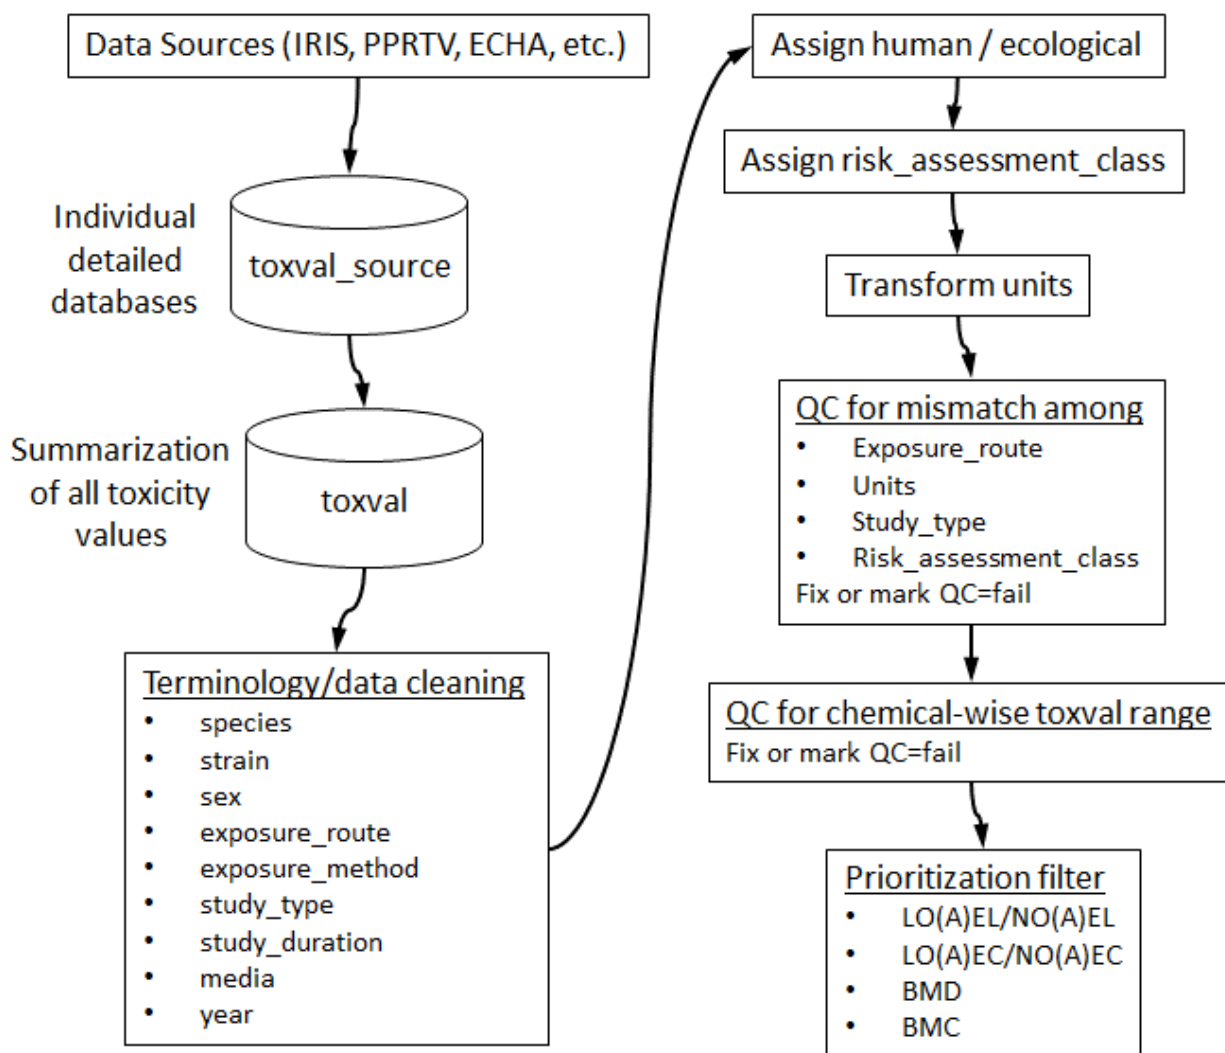 Data Sources (IRIS, PPRTV, ECHA, etc.)
Individual
detailed
databases
toxval_source
Summarization
of all toxicity
values
toxval
Terminology/data cleaning
• species
• strain
• sex
• exposure_route
• exposure_method
• study_type
• study_duration
• media
• year
Assign human / ecological
Assign risk_assessment_class
Transform units
QC for mismatch among
• Exposure_route
• Units
• Study_type
• Risk_assessment_class
Fix or mark QC=fail
QC for chemical-wise toxval range
Fix or mark QC=fail
Prioritization filter
• LO(A)EL/NO(A)EL
• LO(A)EC/NO(A)EC
• BMD
• BMC